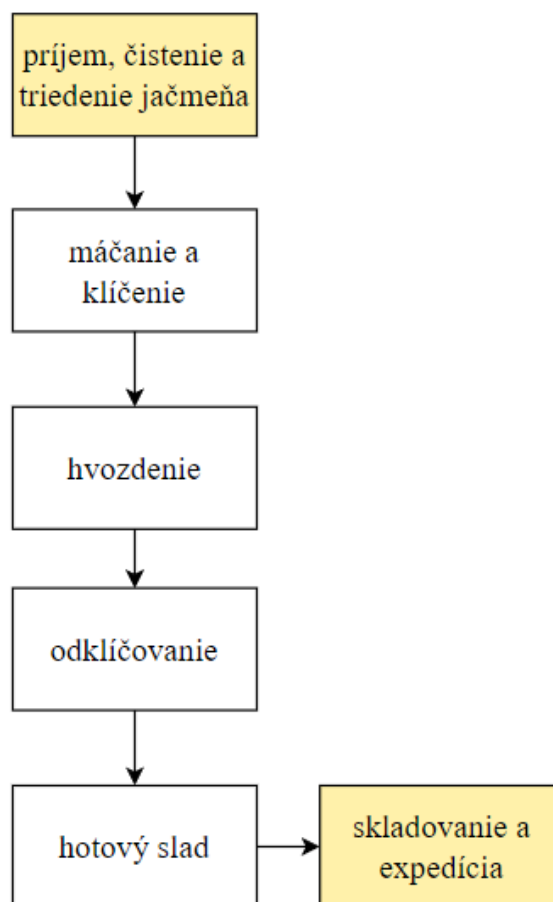 príjem, čistenie a
triedenie jačmeňa
máčanie a
klíčenie
hvozdenie
odklíčovanie
hotový slad
skladovanie a
expedícia